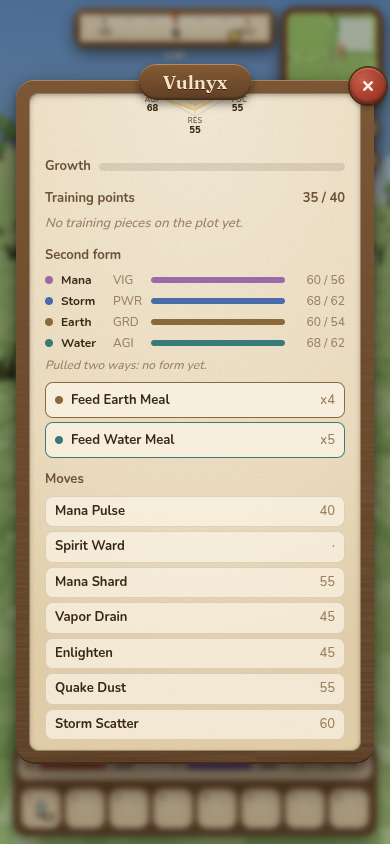 Vulnyx
×
AGI FOC
68 55
RES
55
Growth
Training points 35 / 40
No training pieces on the plot yet.
Second form
Mana VIG 60 / 56
Storm PWR 68 / 62
Earth GRD 60 / 54
Water AGI 68 / 62
Pulled two ways: no form yet.
Feed Earth Meal x4
Feed Water Meal x5
Moves
Mana Pulse 40
Spirit Ward ·
Mana Shard 55
Vapor Drain 45
Enlighten 45
Quake Dust 55
Storm Scatter 60